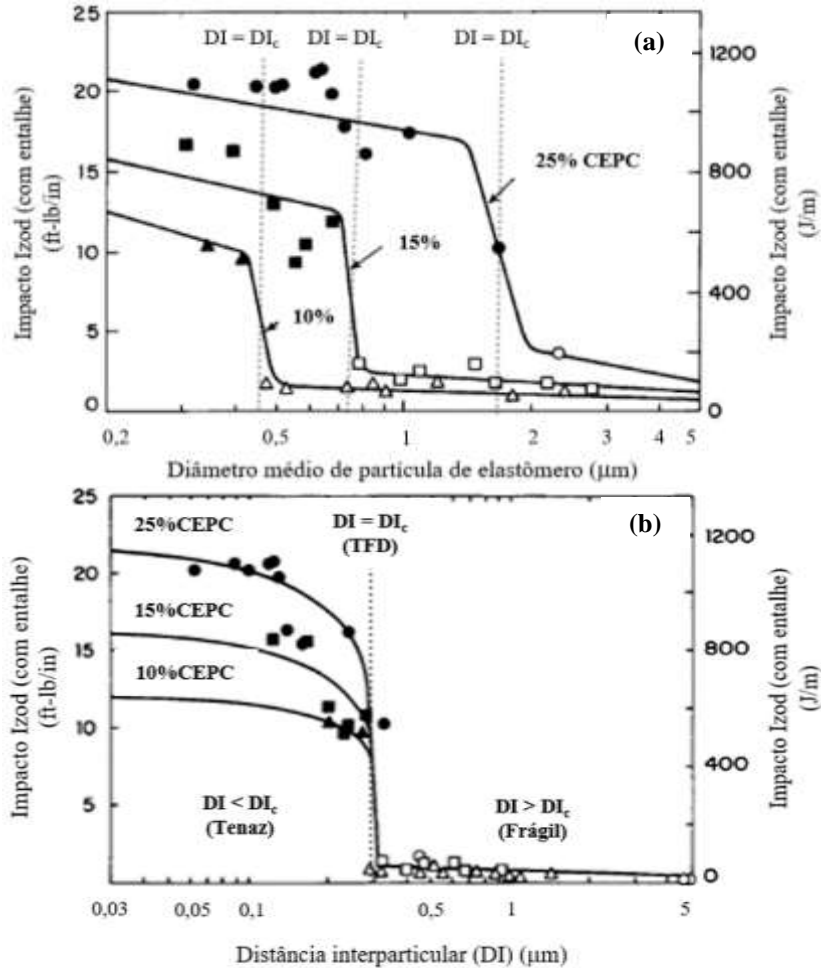 DI = DIc DI = DIc DI = DIc
(a)
25
20
15
10
5
0
Impacto Izod (com entalhe)
(ft-lb/in)
1200
800
400
0
Impacto Izod (com entalhe)
(J/m)
25% CEPC
15%
10%
0,2 0,5 1 2 3 4 5
Diâmetro médio de partícula de elastômero (μm)
(b)
25
20
15
10
5
Impacto Izod (com entalhe)
(ft-lb/in)
1200
800
400
0
Impacto Izod (com entalhe)
(J/m)
25%CEPC
15%CEPC
10%CEPC
DI = DIc
(TFD)
DI < DIc
(Tenaz)
DI > DIc
(Frágil)
0,03 0,05 0,1 0,5 1 5
Distância interparticular (DI) (μm)